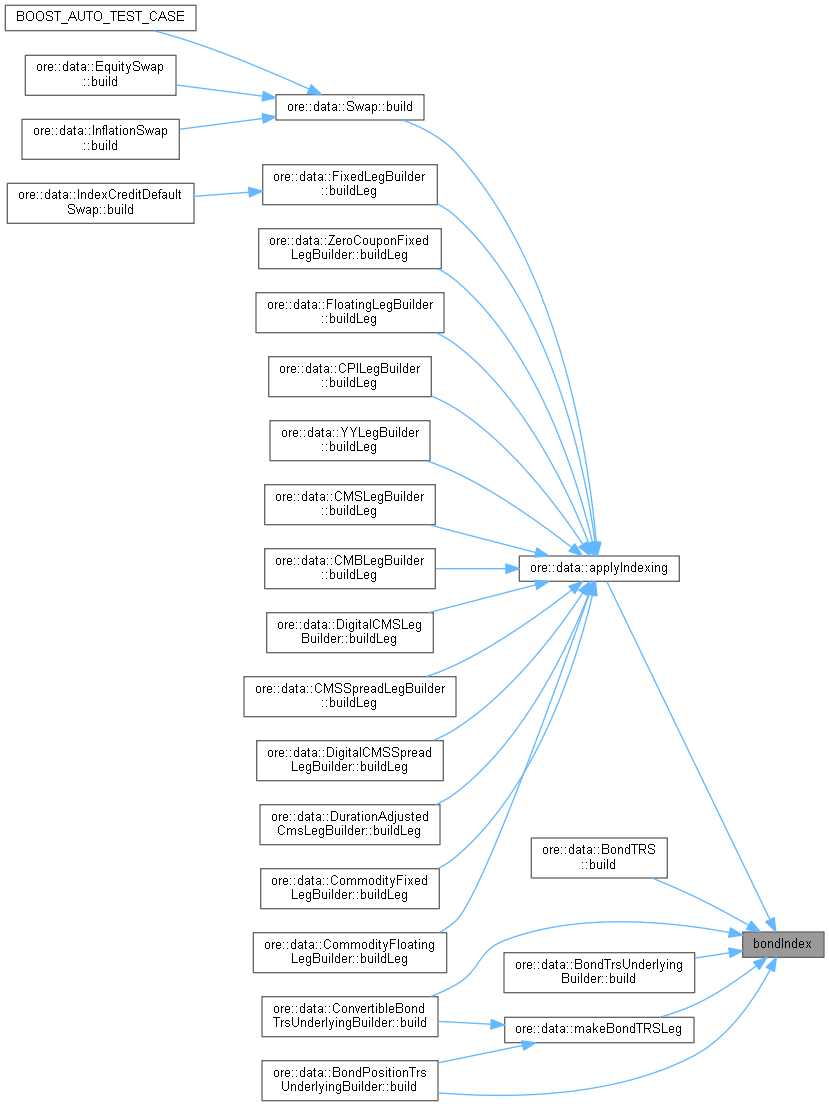 BOOST_AUTO_TEST_CASE
ore::data::EquitySwap
::build
ore::data::Swap::build
ore::data::InflationSwap
::build
ore::data::FixedLegBuilder
::buildLeg
ore::data::IndexCreditDefault
Swap::build
ore::data::ZeroCouponFixed
LegBuilder::buildLeg
ore::data::FloatingLegBuilder
::buildLeg
ore::data::CPILegBuilder
::buildLeg
ore::data::YYLegBuilder
::buildLeg
ore::data::CMSLegBuilder
::buildLeg
ore::data::CMBLegBuilder
::buildLeg
ore::data::applyIndexing
ore::data::DigitalCMSLeg
Builder::buildLeg
ore::data::CMSSpreadLegBuilder
::buildLeg
ore::data::DigitalCMSSpread
LegBuilder::buildLeg
ore::data::DurationAdjusted
CmsLegBuilder::buildLeg
ore::data::BondTRS
::build
ore::data::CommodityFixed
LegBuilder::buildLeg
ore::data::CommodityFloating
LegBuilder::buildLeg
bondIndex
ore::data::BondTrsUnderlying
Builder::build
ore::data::ConvertibleBond
TrsUnderlyingBuilder::build
ore::data::makeBondTRSLeg
ore::data::BondPositionTrs
UnderlyingBuilder::build